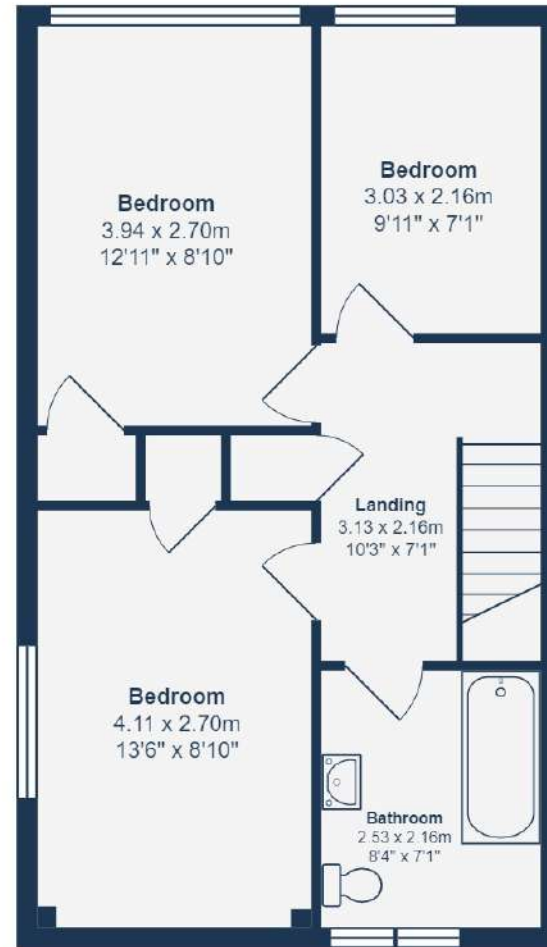 Bedroom
3.94 x 2.70m
12'11" x 8'10"
Bedroom
3.03 x 2.16m
9'11" x 7'1"
Landing
3.13 x 2.16m
10'3" x 7'1"
Bedroom
4.11 x 2.70m
13'6" x 8'10"
Bathroom
2.53 x 2.16m
8'4" x 7'1"